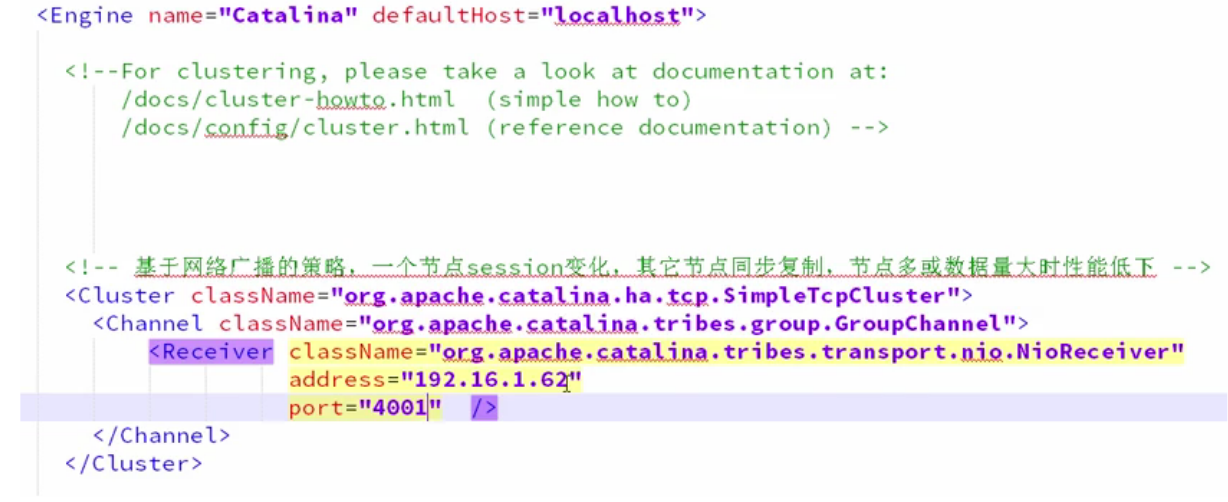 <Engine name="Catalina" defaultHost="localhost">
<!--For clustering, please take a look at documentation at:
/docs/cluster-howto.html (simple how to)
/docs/config/cluster.html (reference documentation) -->
<!-- 基于网络广播的策略，一个节点session变化，其它节点同步复制，节点多或数据量大时性能低下 -->
<Cluster className="org.apache.catalina.ha.tcp.SimpleTcpCluster">
<Channel className="org.apache.catalina.tribes.group.GroupChannel">
<Receiver className="org.apache.catalina.tribes.transport.nio.NioReceiver"
address="192.16.1.62"
port="4001" />
</Channel>
</Cluster>